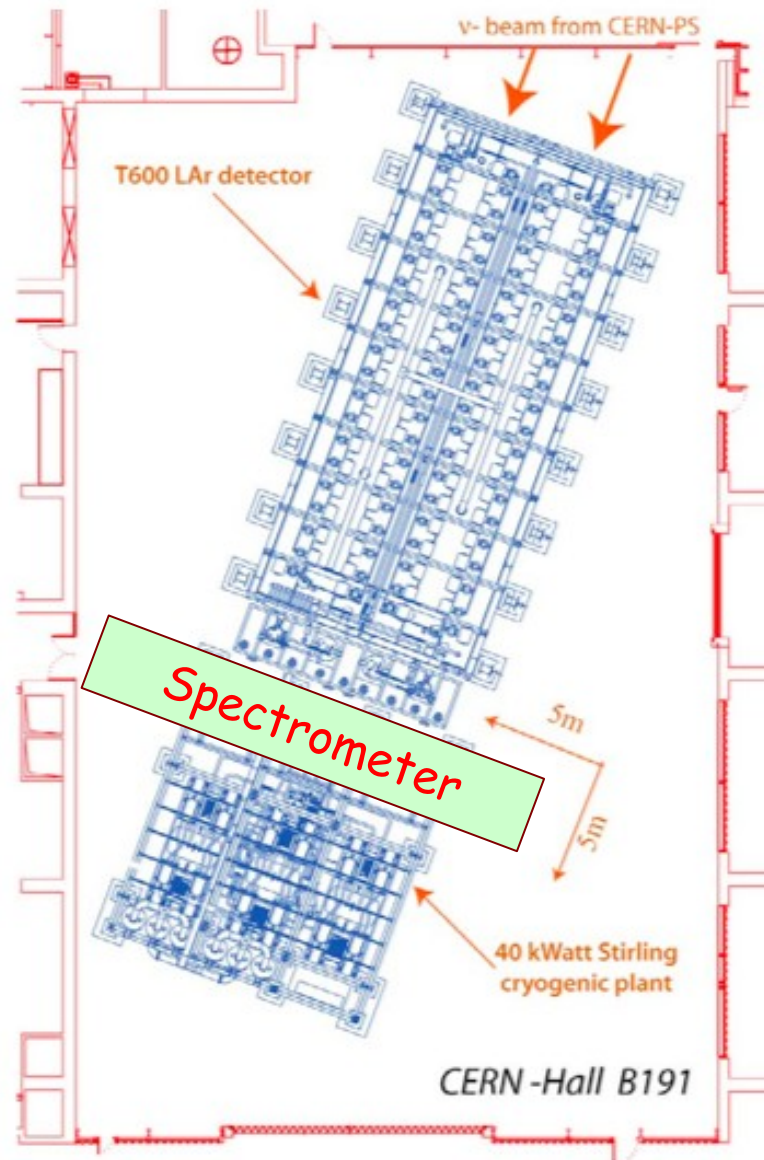 ν- beam from CERN-PS
T600 LAr detector
Spectrometer
5m
5m
40 kWatt Stirling
cryogenic plant
CERN -Hall B191